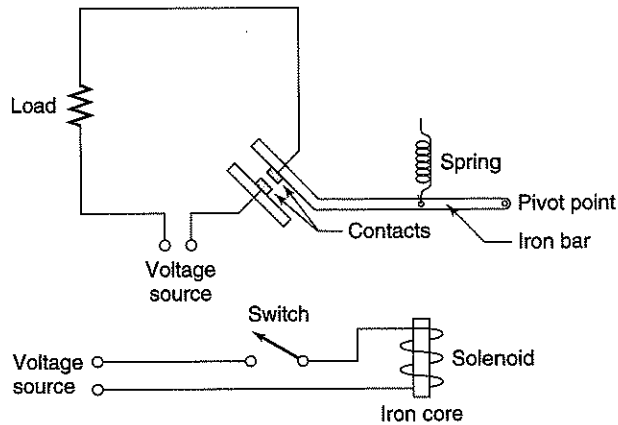 Load
Spring
Pivot point
Contacts
Iron bar
Voltage
source
Switch
Voltage
source
Solenoid
Iron core